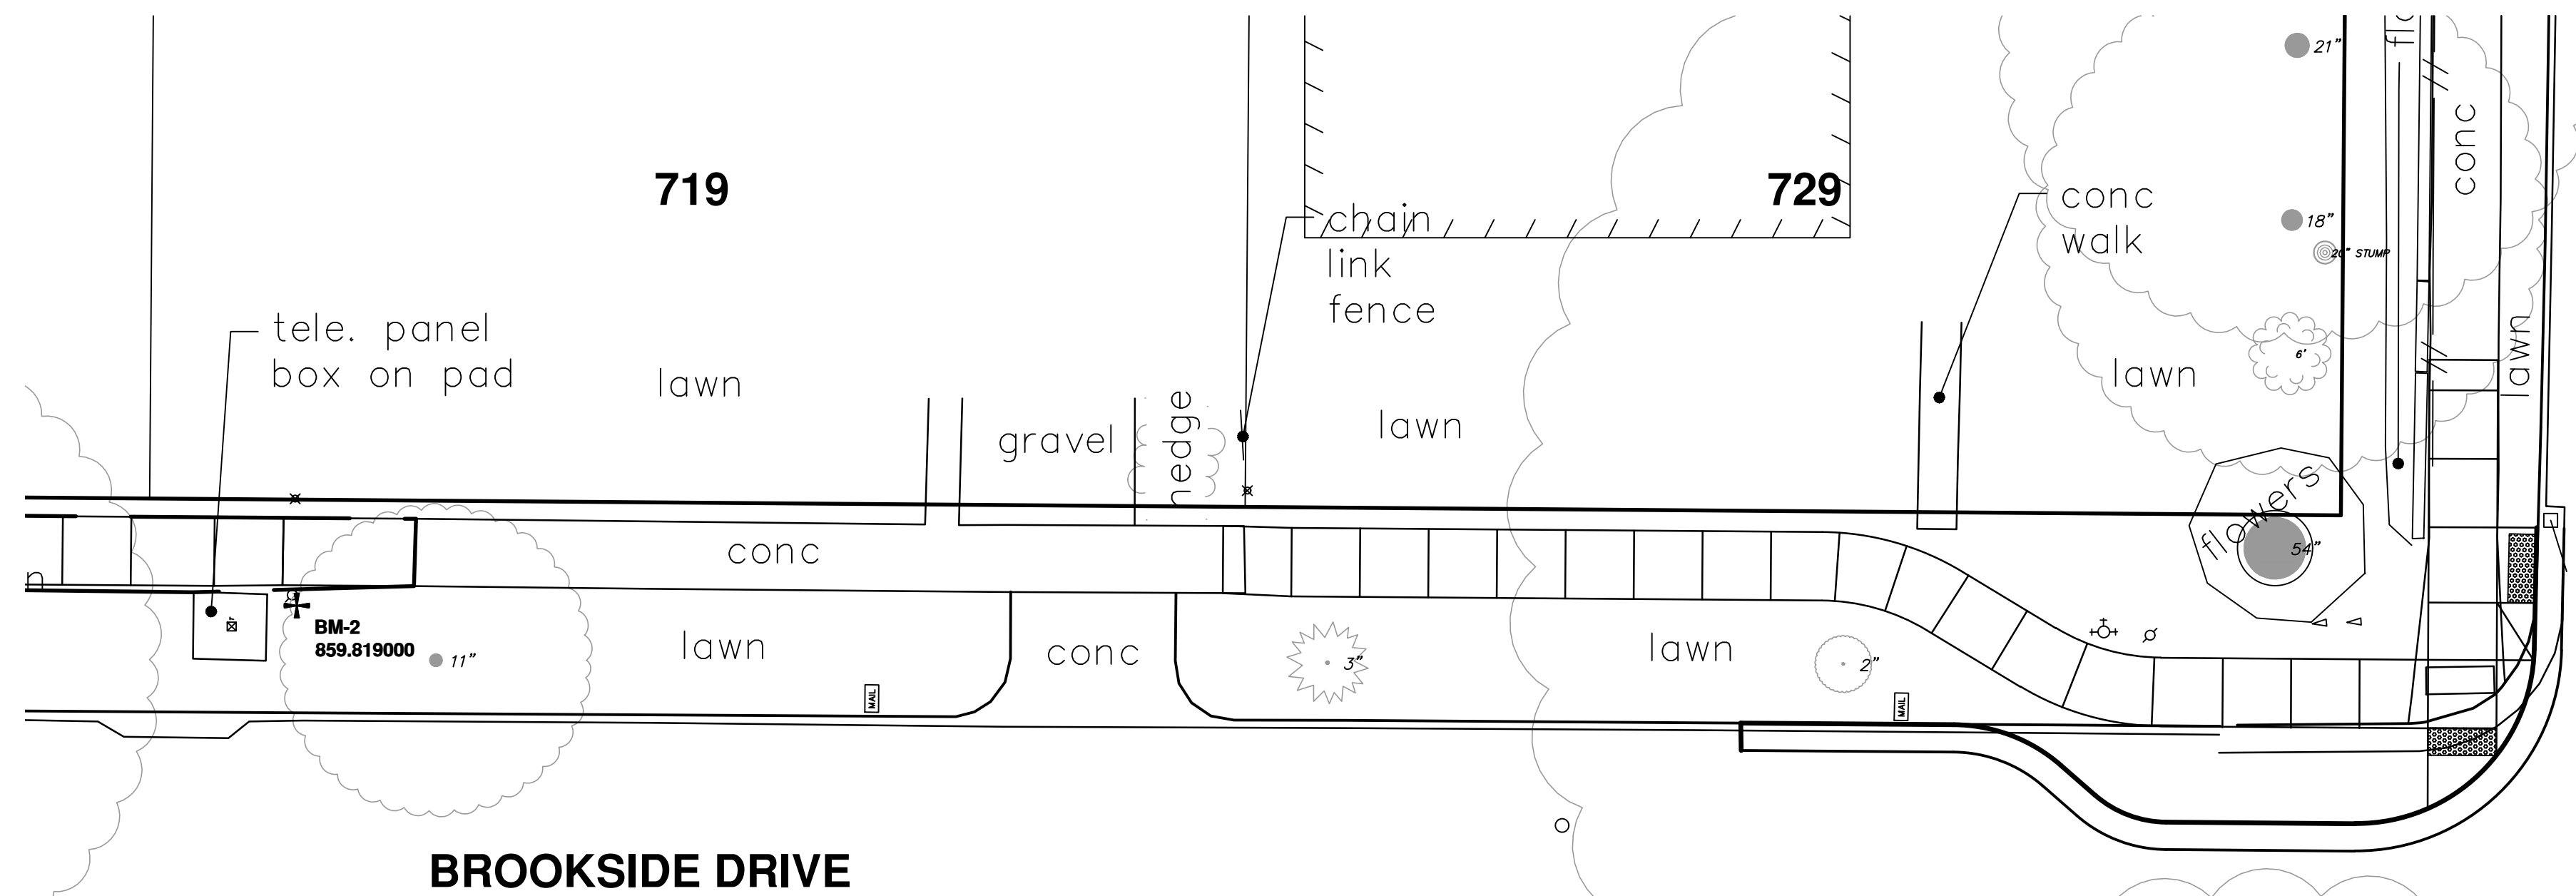 21"
conc
719
729
conc
walk
18"
20" STUMP
chain
link
fence
tele. panel
box on pad
lawn
lawn
6'
lawn
lawn
gravel
hedge
flowers
conc
54"
BM-2
859.819000
11"
lawn
MAIL
conc
3"
lawn
2"
MAIL
BROOKSIDE DRIVE